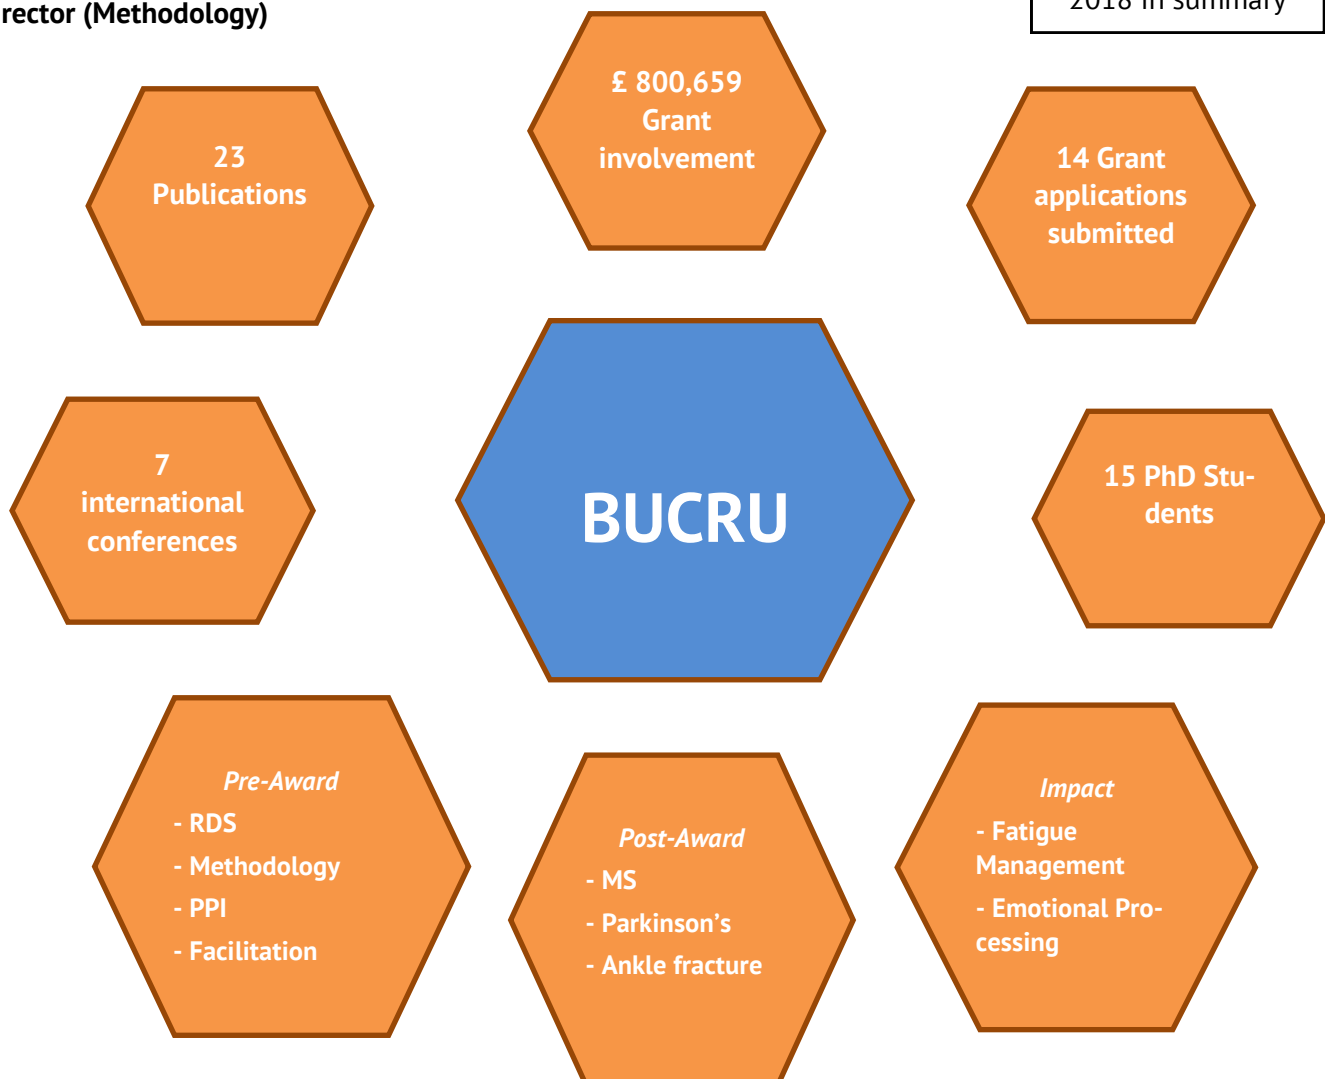 rector (Methodology)
2018 in summary
£ 800,659
Grant
involvement
23
Publications
14 Grant
applications
submitted
7
international
conferences
BUCRU
15 PhD Stu-
dents
Pre-Award
- RDS
- Methodology
- PPI
- Facilitation
Post-Award
- MS
- Parkinson’s
- Ankle fracture
Impact
- Fatigue
Management
- Emotional Pro-
cessing